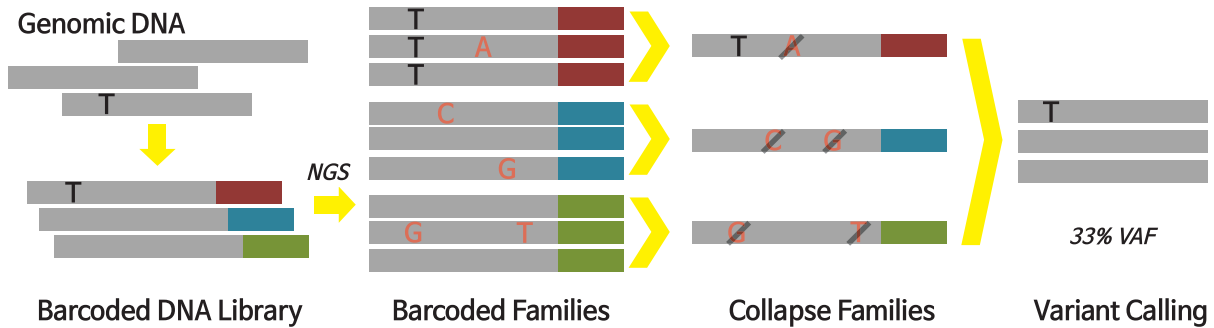 Genomic DNA
T
T
NGS
T
T A
T
C
G
G T
T A
C G
G T
T
33% VAF
Barcoded DNA Library
Barcoded Families
Collapse Families
Variant Calling